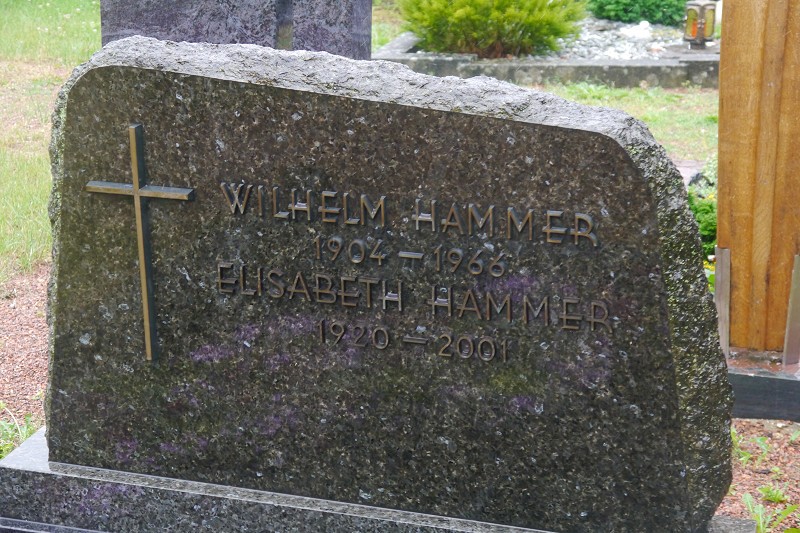 WILHELM HAMMER
1904 – 1966
ELISABETH HAMMER
1920 – 2001